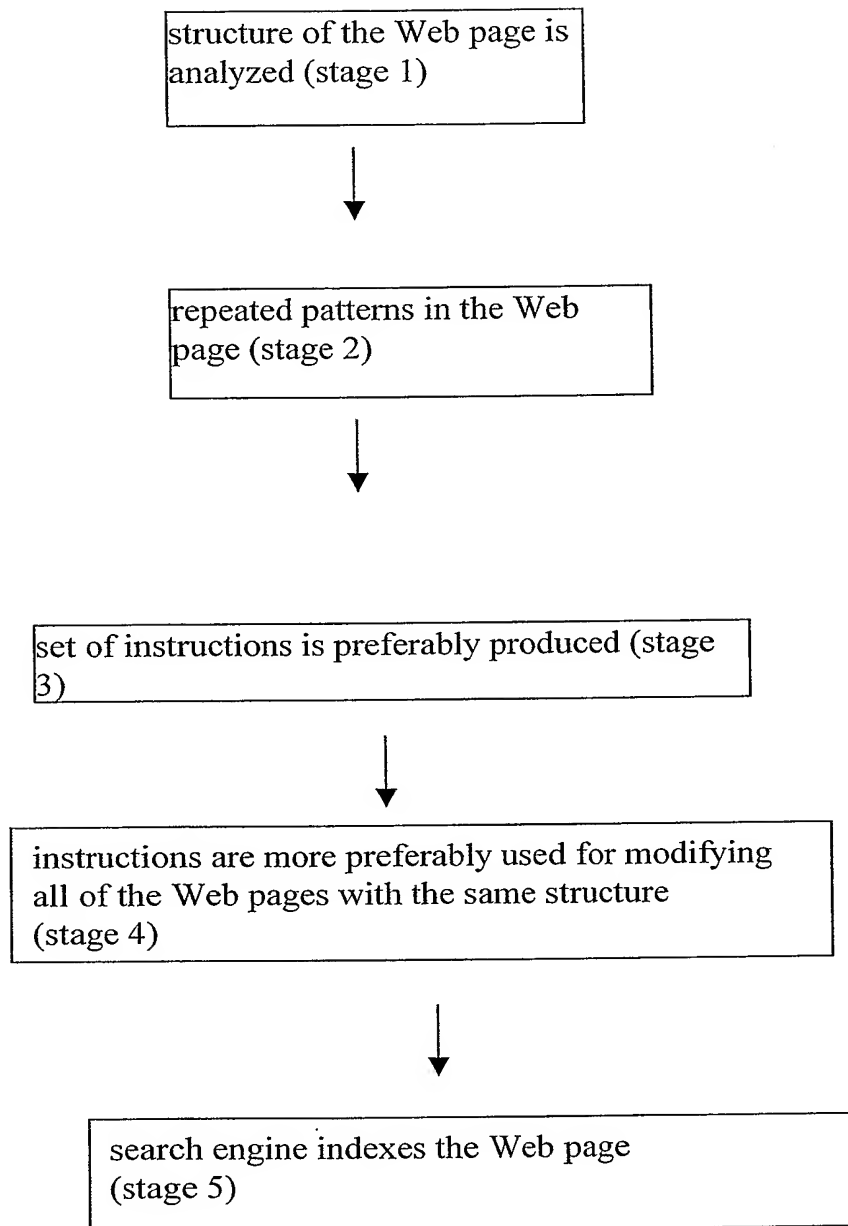 structure of the Web page is
analyzed (stage 1)
repeated patterns in the Web
page (stage 2)
set of instructions is preferably produced (stage
3)
instructions are more preferably used for modifying
all of the Web pages with the same structure
(stage 4)
search engine indexes the Web page
(stage 5)